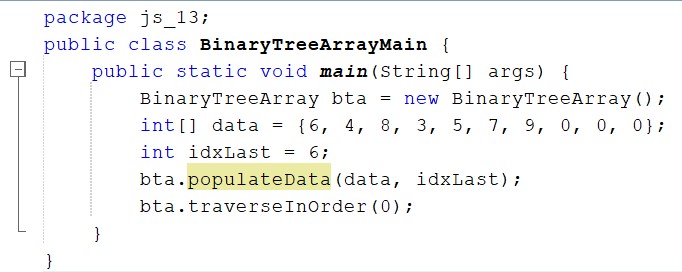 package js_13;
public class BinaryTreeArrayMain {
public static void main(String[] args) {
BinaryTreeArray bta = new BinaryTreeArray();
int[] data = {6, 4, 8, 3, 5, 7, 9, 0, 0, 0};
int idxLast = 6;
bta.populateData(data, idxLast);
bta.traverseInOrder(0);
}
}